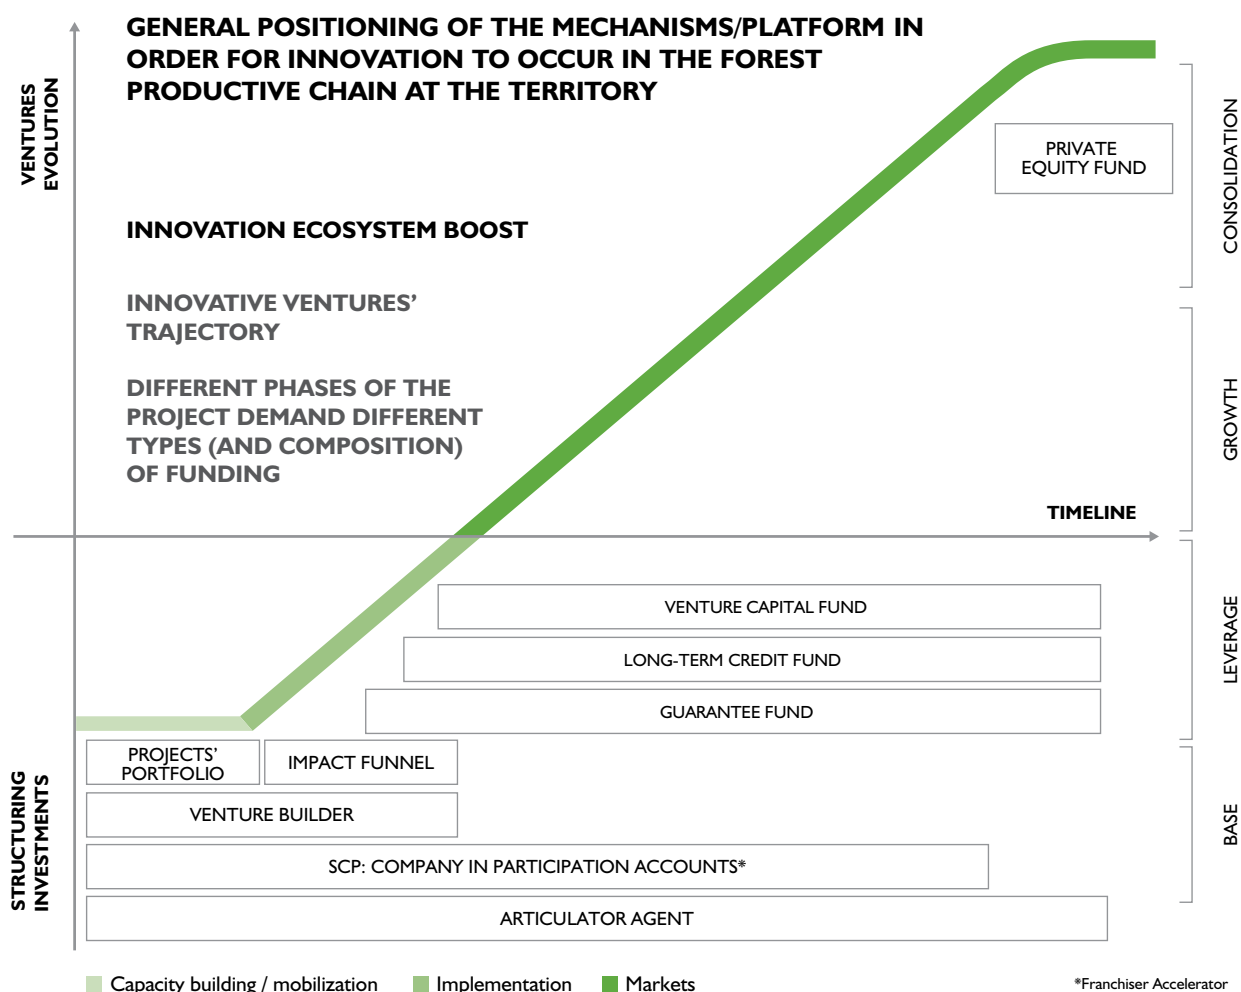 GENERAL POSITIONING OF THE MECHANISMS/PLATFORM IN
ORDER FOR INNOVATION TO OCCUR IN THE FOREST
PRODUCTIVE CHAIN AT THE TERRITORY
VENTURES
EVOLUTION
PRIVATE
EQUITY FUND
CONSOLIDATION
INNOVATION ECOSYSTEM BOOST
INNOVATIVE VENTURES’
TRAJECTORY
DIFFERENT PHASES OF THE
PROJECT DEMAND DIFFERENT
TYPES (AND COMPOSITION)
OF FUNDING
GROWTH
TIMELINE
VENTURE CAPITAL FUND
LONG-TERM CREDIT FUND
GUARANTEE FUND
LEVERAGE
PROJECTS’
PORTFOLIO
IMPACT FUNNEL
VENTURE BUILDER
SCP: COMPANY IN PARTICIPATION ACCOUNTS*
ARTICULATOR AGENT
STRUCTURING
INVESTMENTS
BASE
Capacity building / mobilization
Implementation
Markets
*Franchiser Accelerator